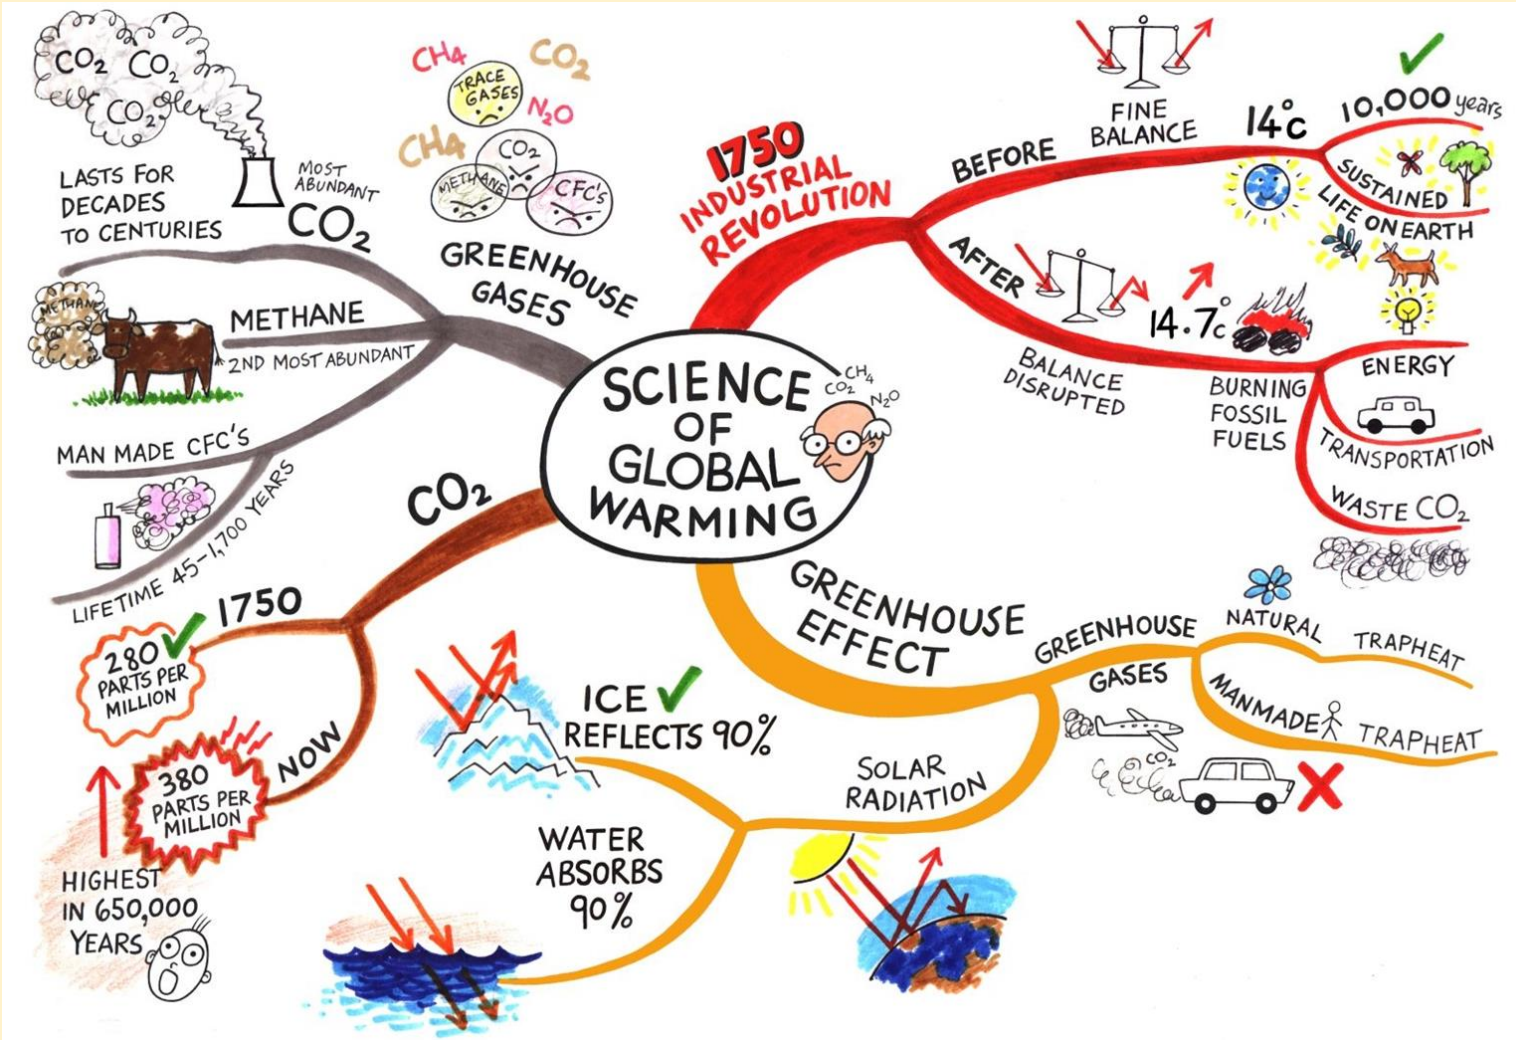 SCIENCE
OF
GLOBAL
WARMING
CH4
CO2
N2O
1750
INDUSTRIAL
REVOLUTION
BEFORE
FINE
BALANCE
14°C
10,000 years
SUSTAINED
LIFE ON EARTH
AFTER
BALANCE
DISRUPTED
14.7°C
BURNING
FOSSIL
FUELS
ENERGY
TRANSPORTATION
WASTE CO2
GREENHOUSE
EFFECT
GREENHOUSE
GASES
NATURAL
TRAPHEAT
MANMADE
TRAPHEAT
CO2
SOLAR
RADIATION
ICE
REFLECTS 90%
WATER
ABSORBS
90%
CO2
1750
280
PARTS PER
MILLION
NOW
380
PARTS PER
MILLION
HIGHEST
IN 650,000
YEARS
GREENHOUSE
GASES
CH4
CO2
TRACE
GASES
N2O
CH4
CO2
METHANE
CFC'S
MOST
ABUNDANT
CO2
CO2
CO2
CO2
LASTS FOR
DECADES
TO CENTURIES
METHANE
2ND MOST ABUNDANT
METHANE
MAN MADE CFC'S
LIFETIME 45-1,700 YEARS